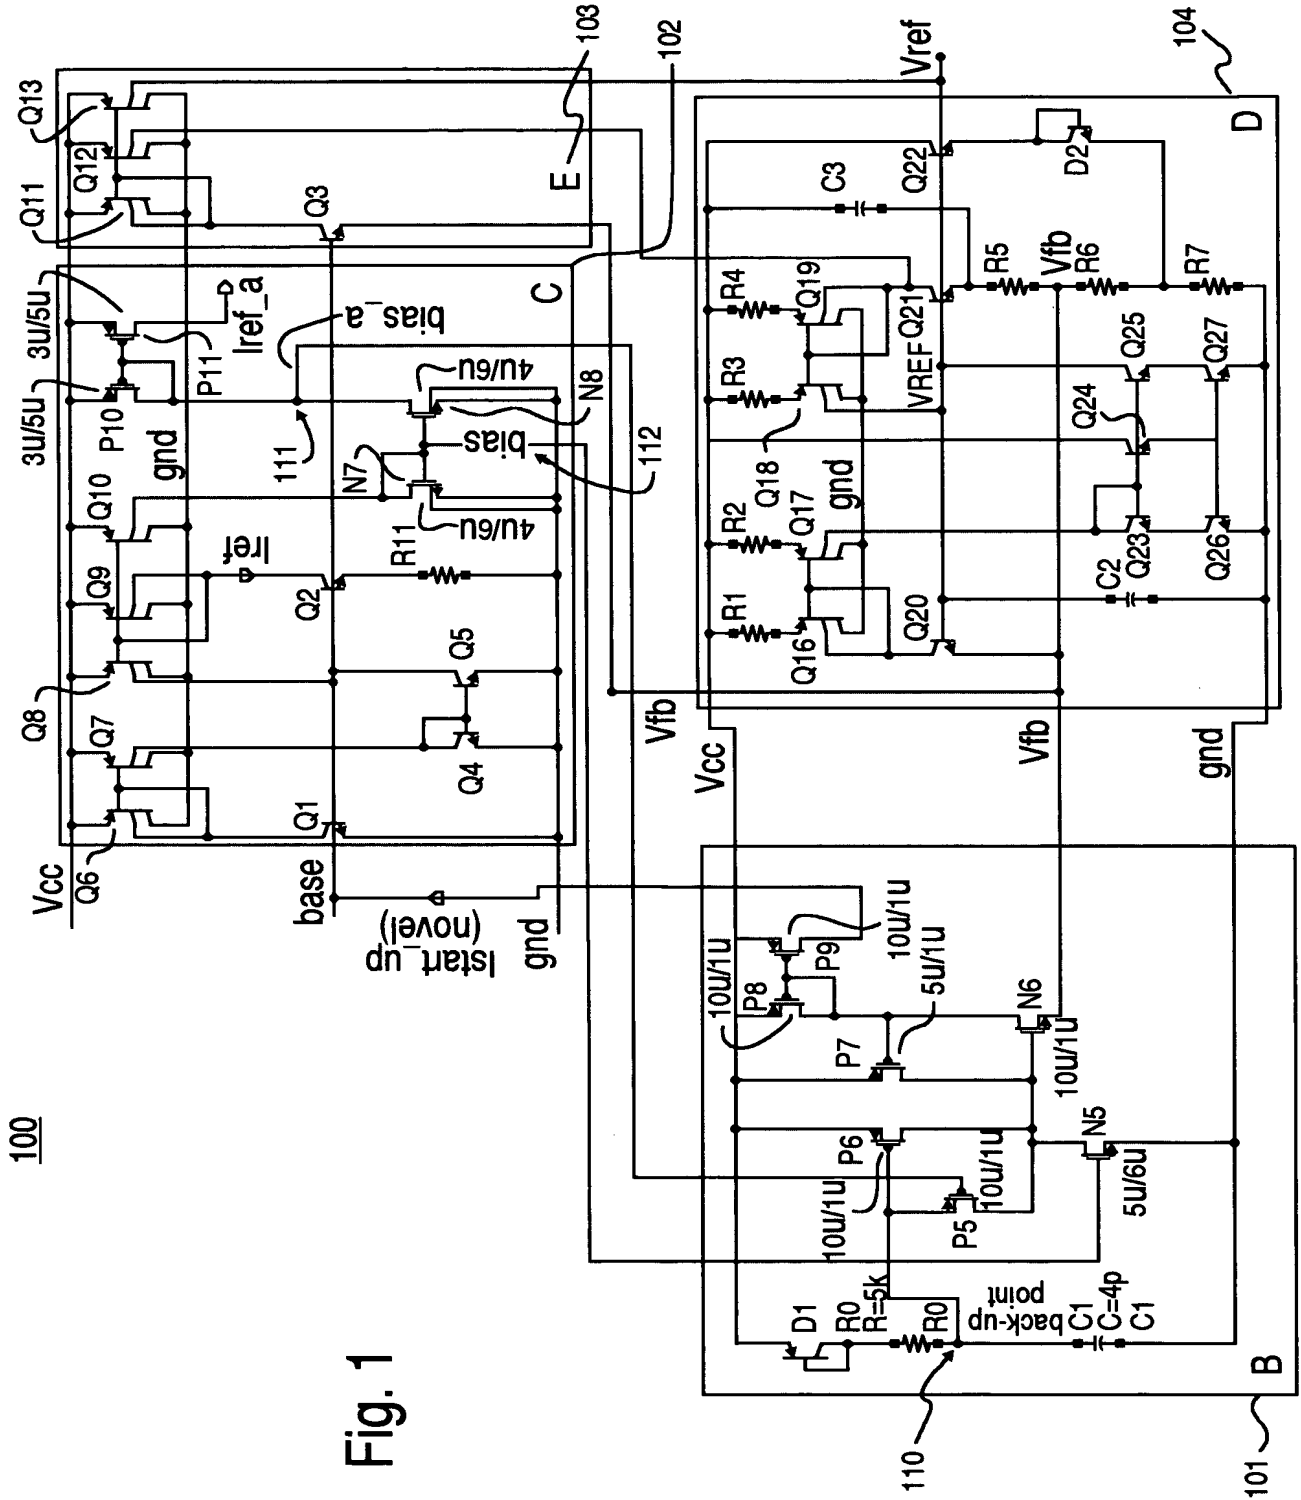 100
Fig. 1
Vcc
base
Istart_up
(novel)
gnd
Q6
Q7
Q8
Q9
Q10
gnd
Iref
Q1
Q2
Q4
Q5
R11
N7
4u/6u
4u/6u
N8
bias
112
111
bias_a
P10
3u/5u
3u/5u
P11
Iref_a
C
102
Q11
Q12
Q13
Q3
E
103
Vcc
Vfb
Vfb
gnd
D1
R0
R=5k
R0
back-up
point
C1
C=4p
C1
110
B
101
P5
10u/1u
P6
10u/1u
P7
5u/1u
P8
10u/1u
P9
10u/1u
N5
5u/6u
N6
10u/1u
R1
R2
R3
R4
Q16
Q17
Q18
Q19
gnd
Q20
VREF
Q21
Q22
C2
C3
Q23
Q24
Q25
Q26
Q27
R5
Vfb
R6
R7
D2
Vref
D
104